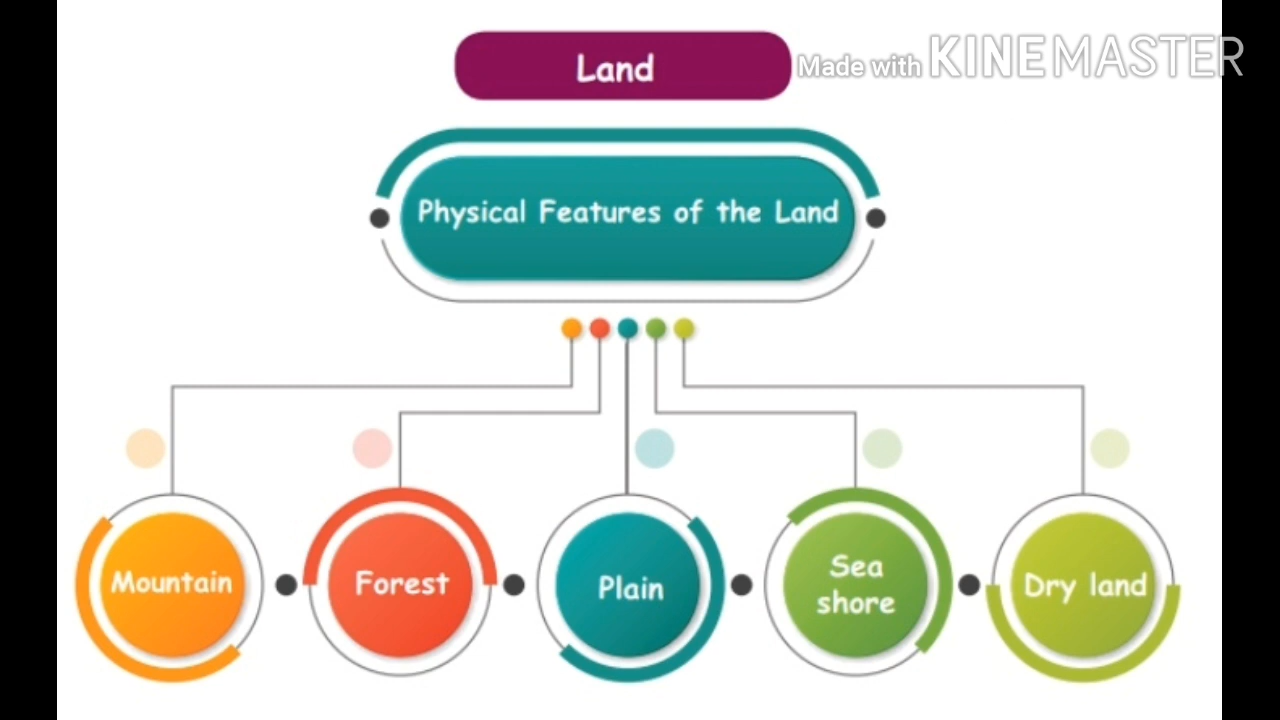 Land
Made with KINEMASTER
Physical Features of the Land
Mountain
Forest
Plain
Sea
shore
Dry land